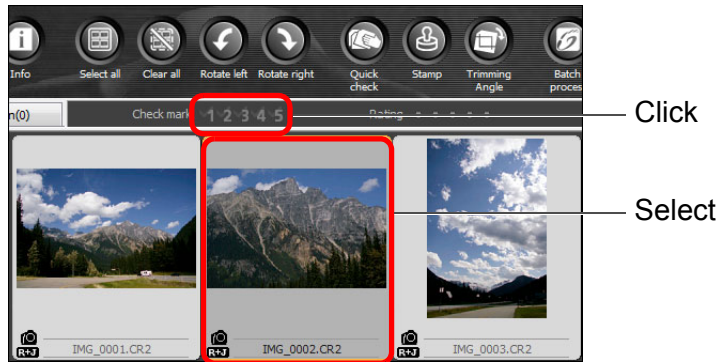 Info Select all Clear all Rotate left Rotate right Quick check Stamp Trimming Angle Batch proces
n(0) Check mark 1 2 3 4 5 Rating
Click
Select
R+J IMG_0001.CR2 R+J IMG_0002.CR2 R+J IMG_0003.CR2